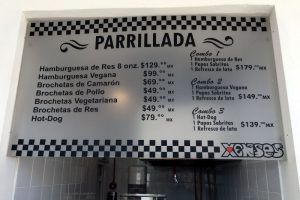 PARRILLADA
Hamburguesa de Res 8 onz. $129.00 MX
Hamburguesa Vegana $99.00 MX
Brochetas de Camarón $69.00 MX
Brochetas de Pollo $49.00 MX
Brochetas Vegetariana $49.00 MX
Brochetas de Res $49.00 MX
Hot-Dog $79.00 MX
Combo 1
1 Hamburguesa de Res
1 Papas Sabritas
1 Refresco de lata $179.00 MX
Combo 2
1 Hamburguesa Vegana
1 Papas Sabritas
1 Refresco de lata $149.00 MX
Combo 3
1 Hot-Dog
1 Papas Sabritas
1 Refresco de lata $139.00 MX
Xenses